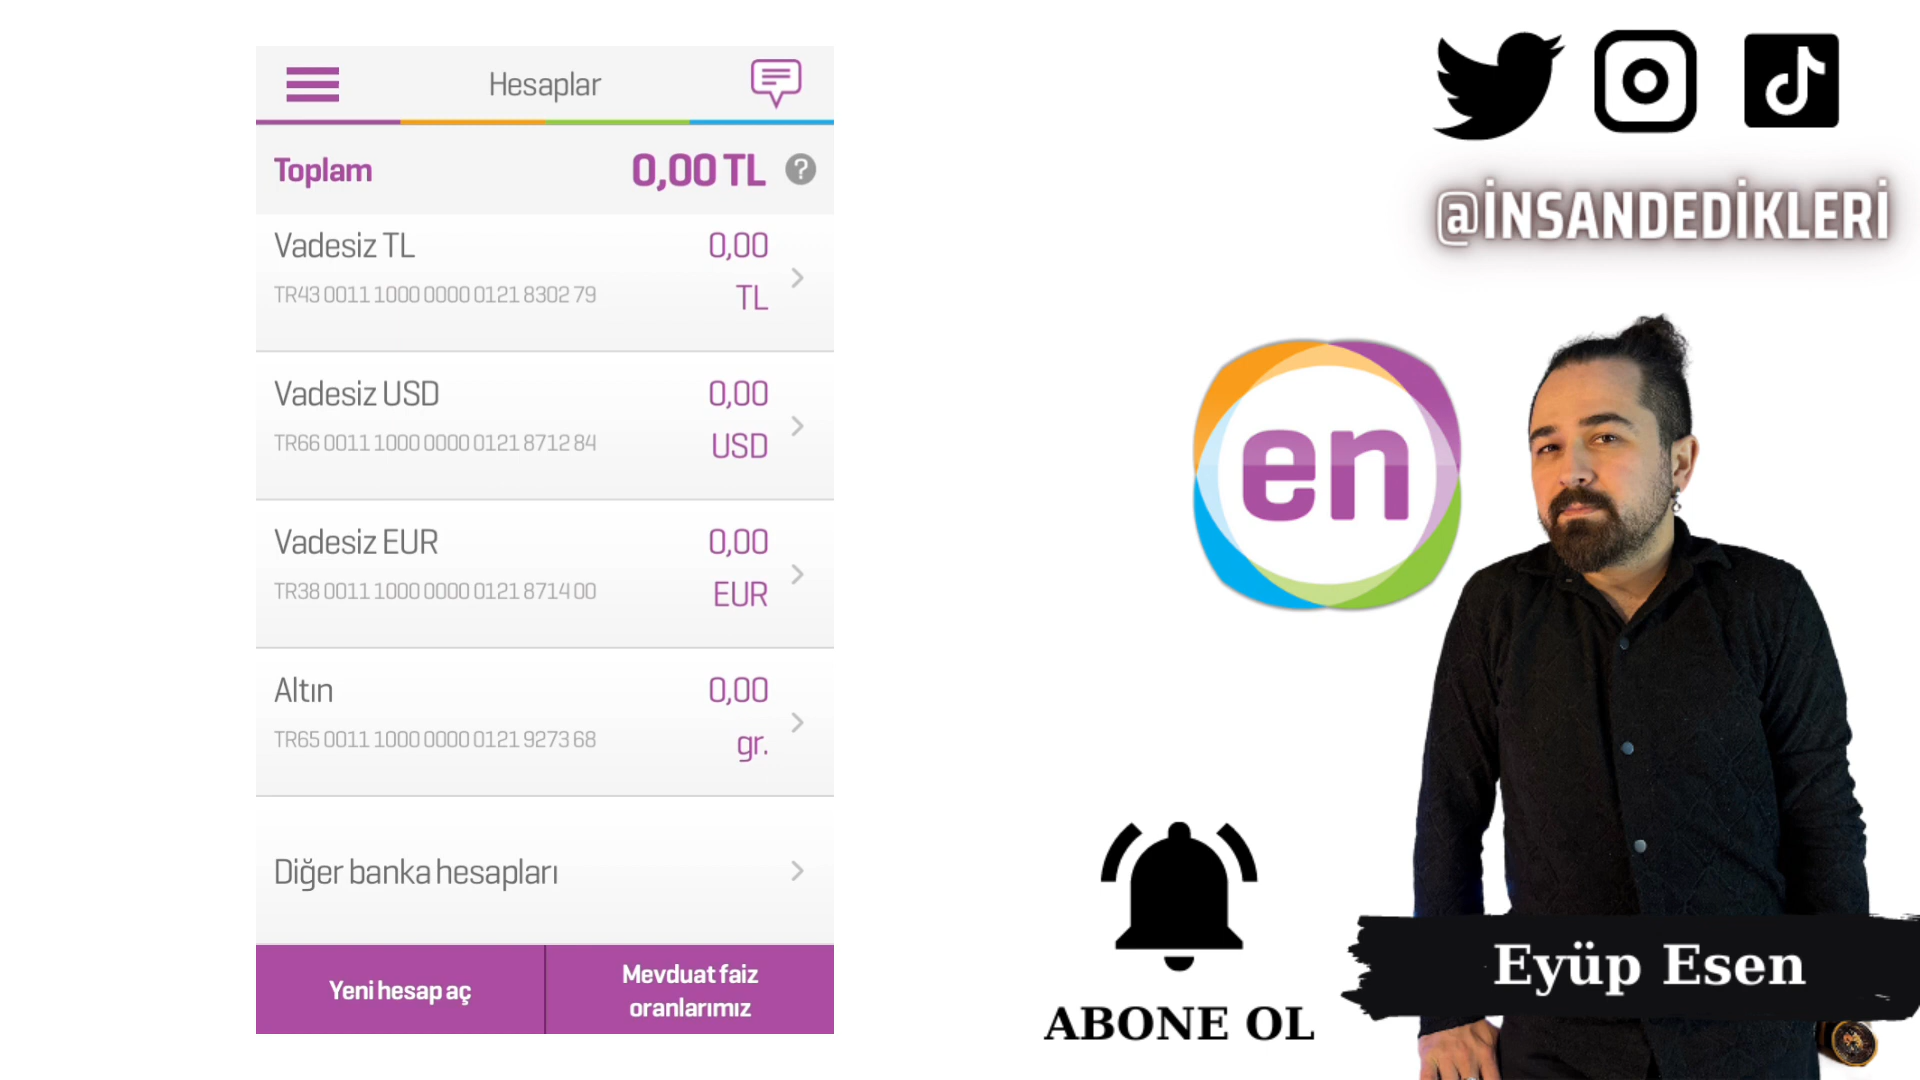 Hesaplar
Toplam 0,00 TL ?
Vadesiz TL 0,00
TR43 0011 1000 0000 0121 8302 79 TL
Vadesiz USD 0,00
TR66 0011 1000 0000 0121 8712 84 USD
Vadesiz EUR 0,00
TR38 0011 1000 0000 0121 8714 00 EUR
Altın 0,00
TR65 0011 1000 0000 0121 9273 68 gr.
Diğer banka hesapları
Yeni hesap aç
Mevduat faiz
oranlarımız
@İNSANDEDİKLERİ
en
ABONE OL
Eyüp Esen